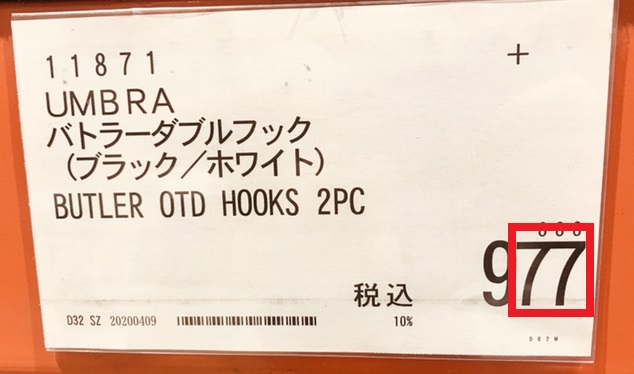 11871
+
UMBRA
バトラーダブルフック
(ブラック/ホワイト)
BUTLER OTD HOOKS 2PC
税込
977
D32 SZ 20200409
10%